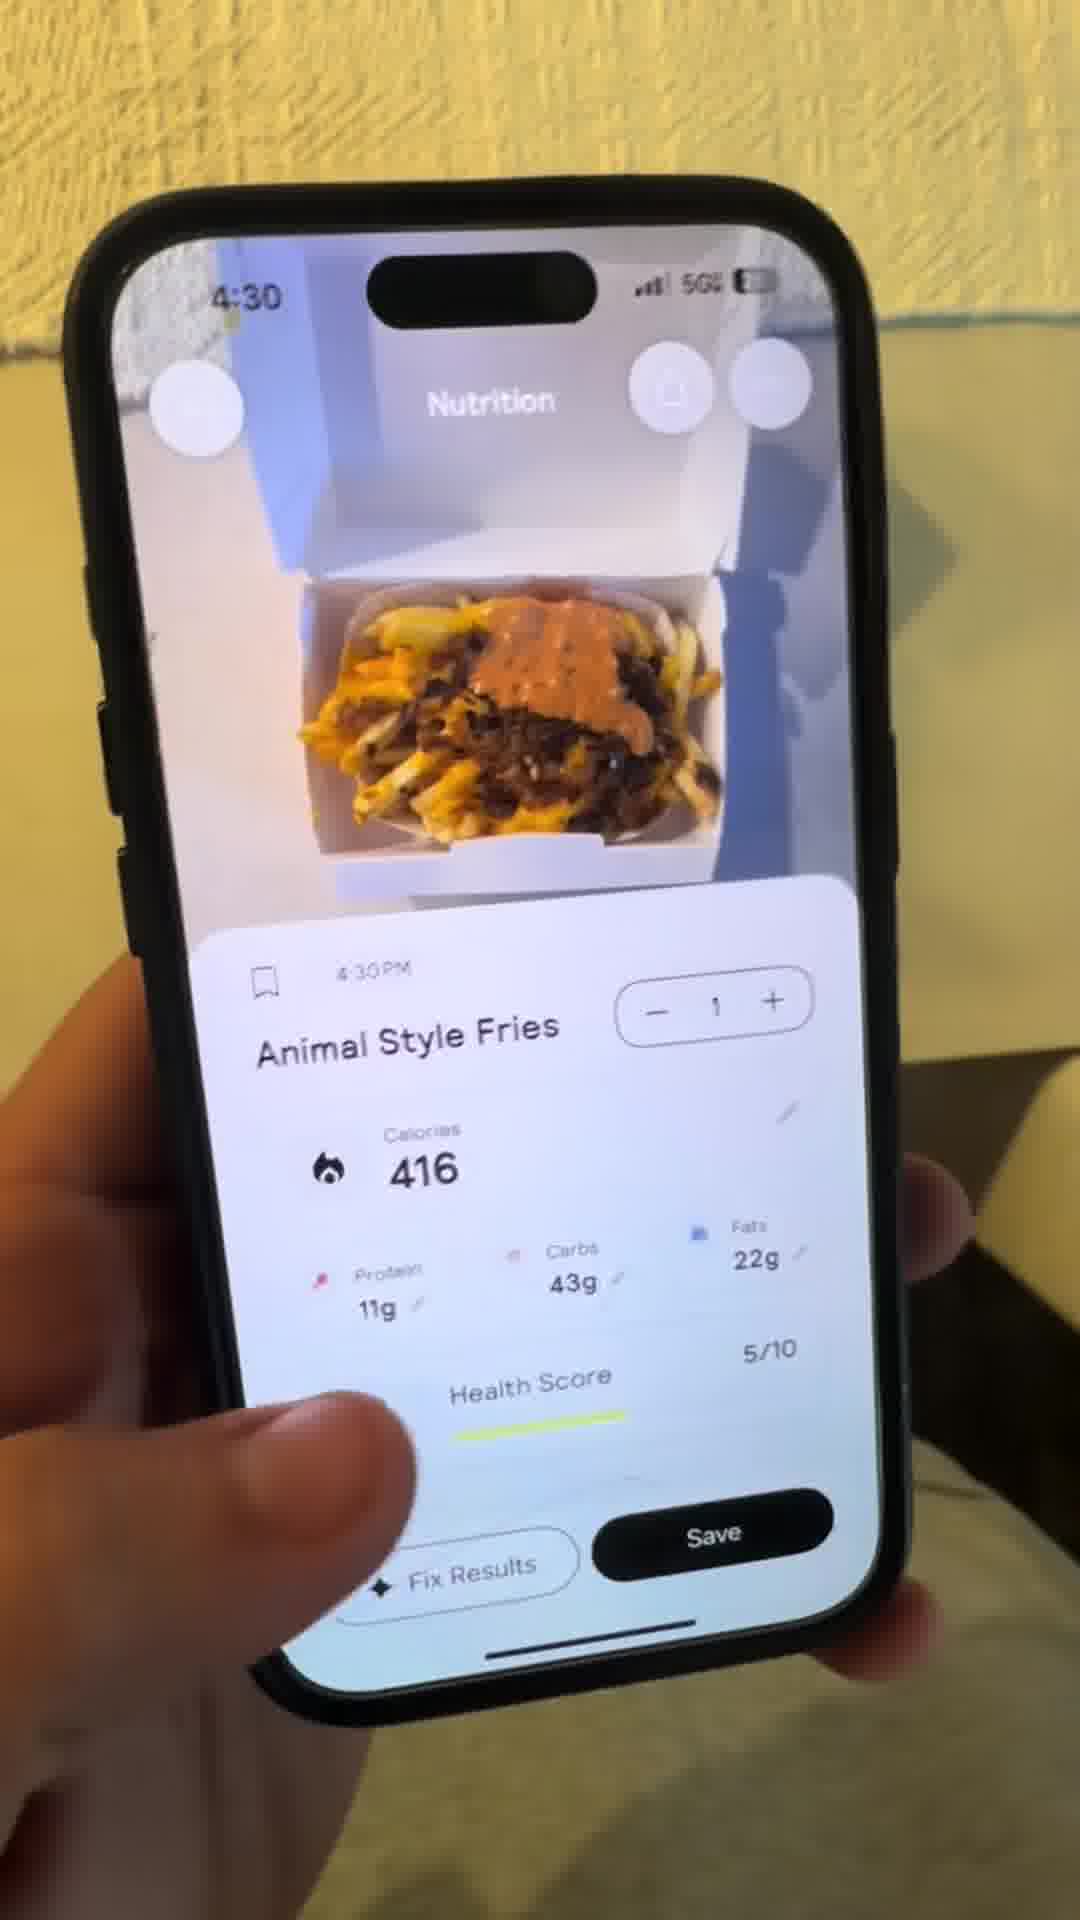 4:30
5G
Nutrition
4:30 PM
Animal Style Fries
− 1 +
Calories
416
Protein
11g
Carbs
43g
Fats
22g
Health Score
5/10
Fix Results
Save